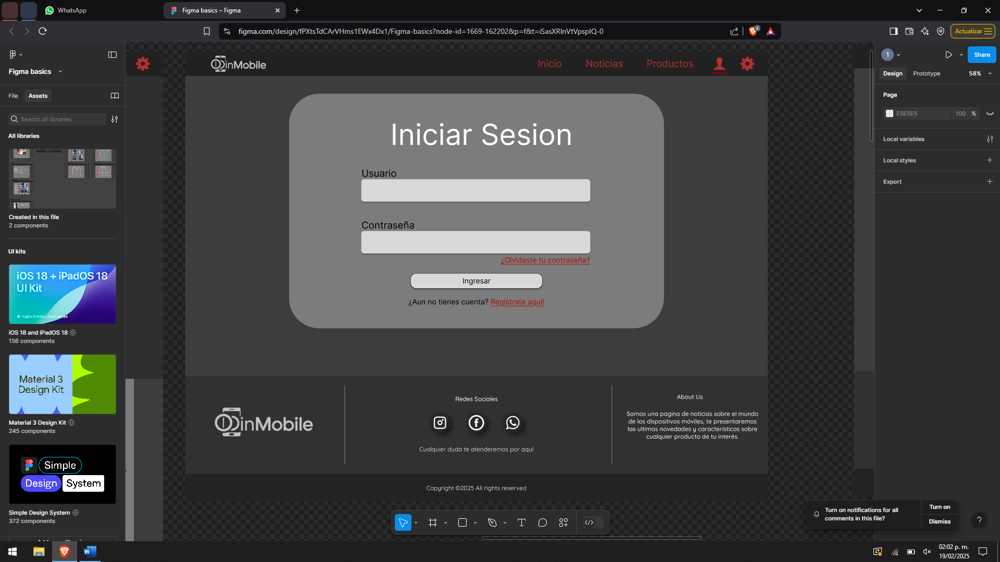 WhatsApp
Figma basics – Figma
figma.com/design/fPXtsTdCArVHms1EWx4Dx1/Figma-basics?node-id=1669-162202&p=f&t=iSasXRInVtVpspIQ-0
2
Actualizar
Figma basics
File
Assets
Search all libraries
All libraries
Created in this file
2 components
UI kits
iOS 18 + iPadOS 18
UI Kit
Apple Design Resources
iOS 18 and iPadOS 18
156 components
Material 3
Design Kit
Material 3 Design Kit
245 components
Simple
Design System
Simple Design System
372 components
inMobile
Inicio
Noticias
Productos
Iniciar Sesion
Usuario
Contraseña
¿Olvidaste tu contraseña?
Ingresar
¿Aun no tienes cuenta? Regístrate aquí!
inMobile
Redes Sociales
Cualquier duda te atenderemos por aquí
About Us
Somos una pagina de noticias sobre el mundo
de los dispositivos móviles, te presentaremos
las ultimas novedades y características sobre
cualquier producto de tu interés.
Copyright ©2025 All rights reserved
1
Share
Design
Prototype
58%
Page
E5E5E5
100
%
Local variables
Local styles
Export
Turn on notifications for all
comments in this file?
Turn on
Dismiss
?
W
02:02 p. m.
19/02/2025